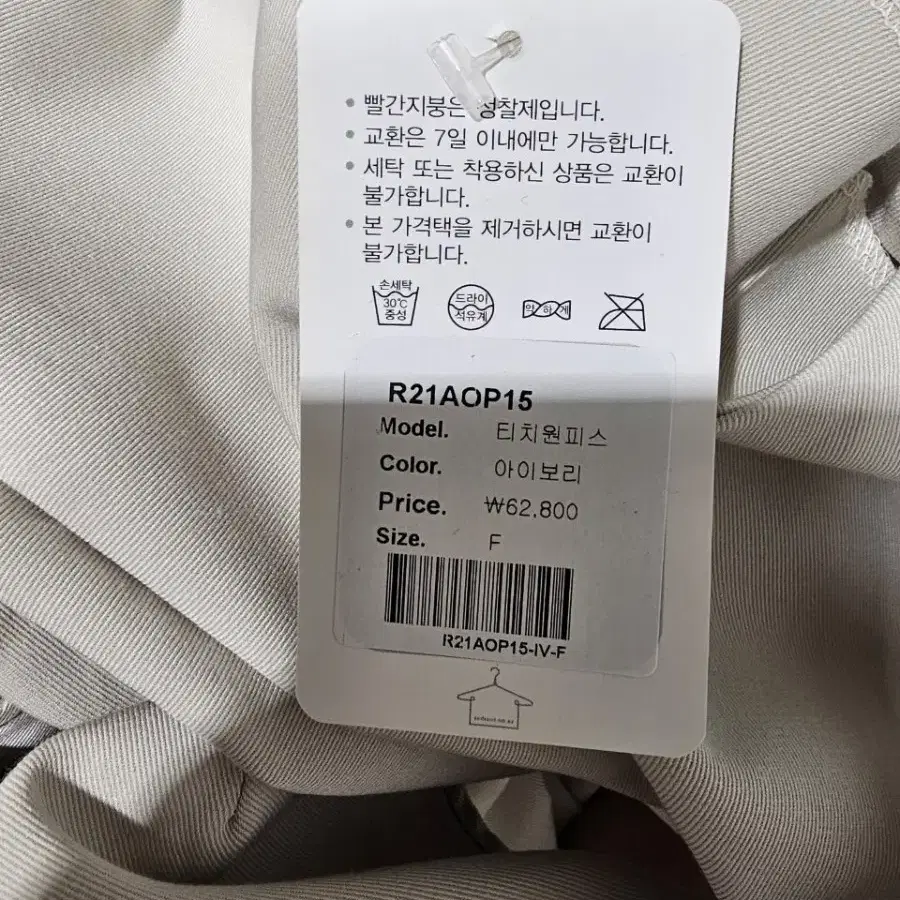 빨간지붕은 정찰제입니다.
교환은 7일 이내에만 가능합니다.
세탁 또는 착용하신 상품은 교환이
불가합니다.
본 가격택을 제거하시면 교환이
불가합니다.
손세탁
30℃
중성
드라이
석유계
약하게
R21AOP15
Model. 티치원피스
Color. 아이보리
Price. ₩62,800
Size. F
R21AOP15-IV-F